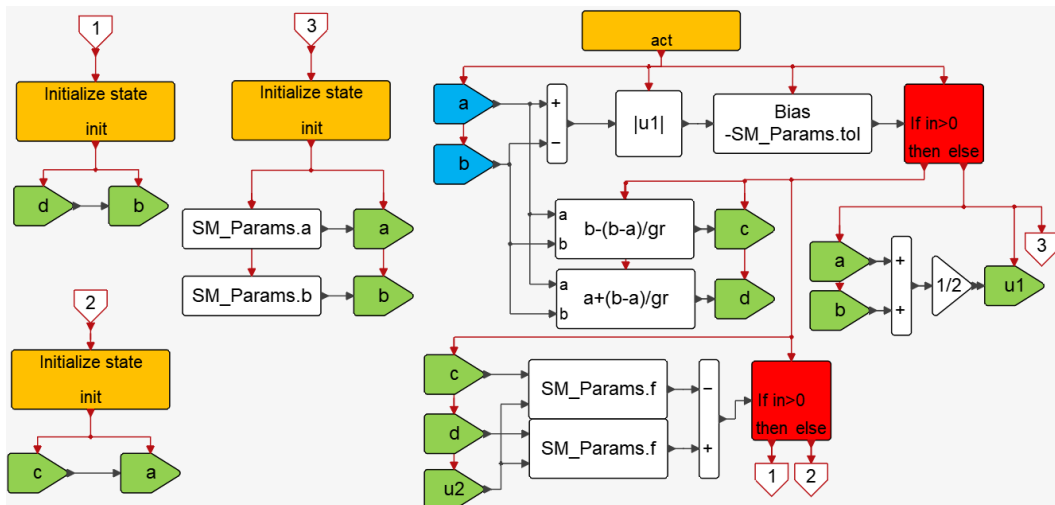 1
Initialize state
init
d
b
3
Initialize state
init
SM_Params.a
a
SM_Params.b
b
2
Initialize state
init
c
a
act
a
b
+
−
|u1|
Bias
-SM_Params.tol
If in>0
then else
a
b
b-(b-a)/gr
c
a
b
a+(b-a)/gr
d
3
a
b
+
+
1/2
u1
c
d
u2
SM_Params.f
SM_Params.f
−
+
If in>0
then else
1
2